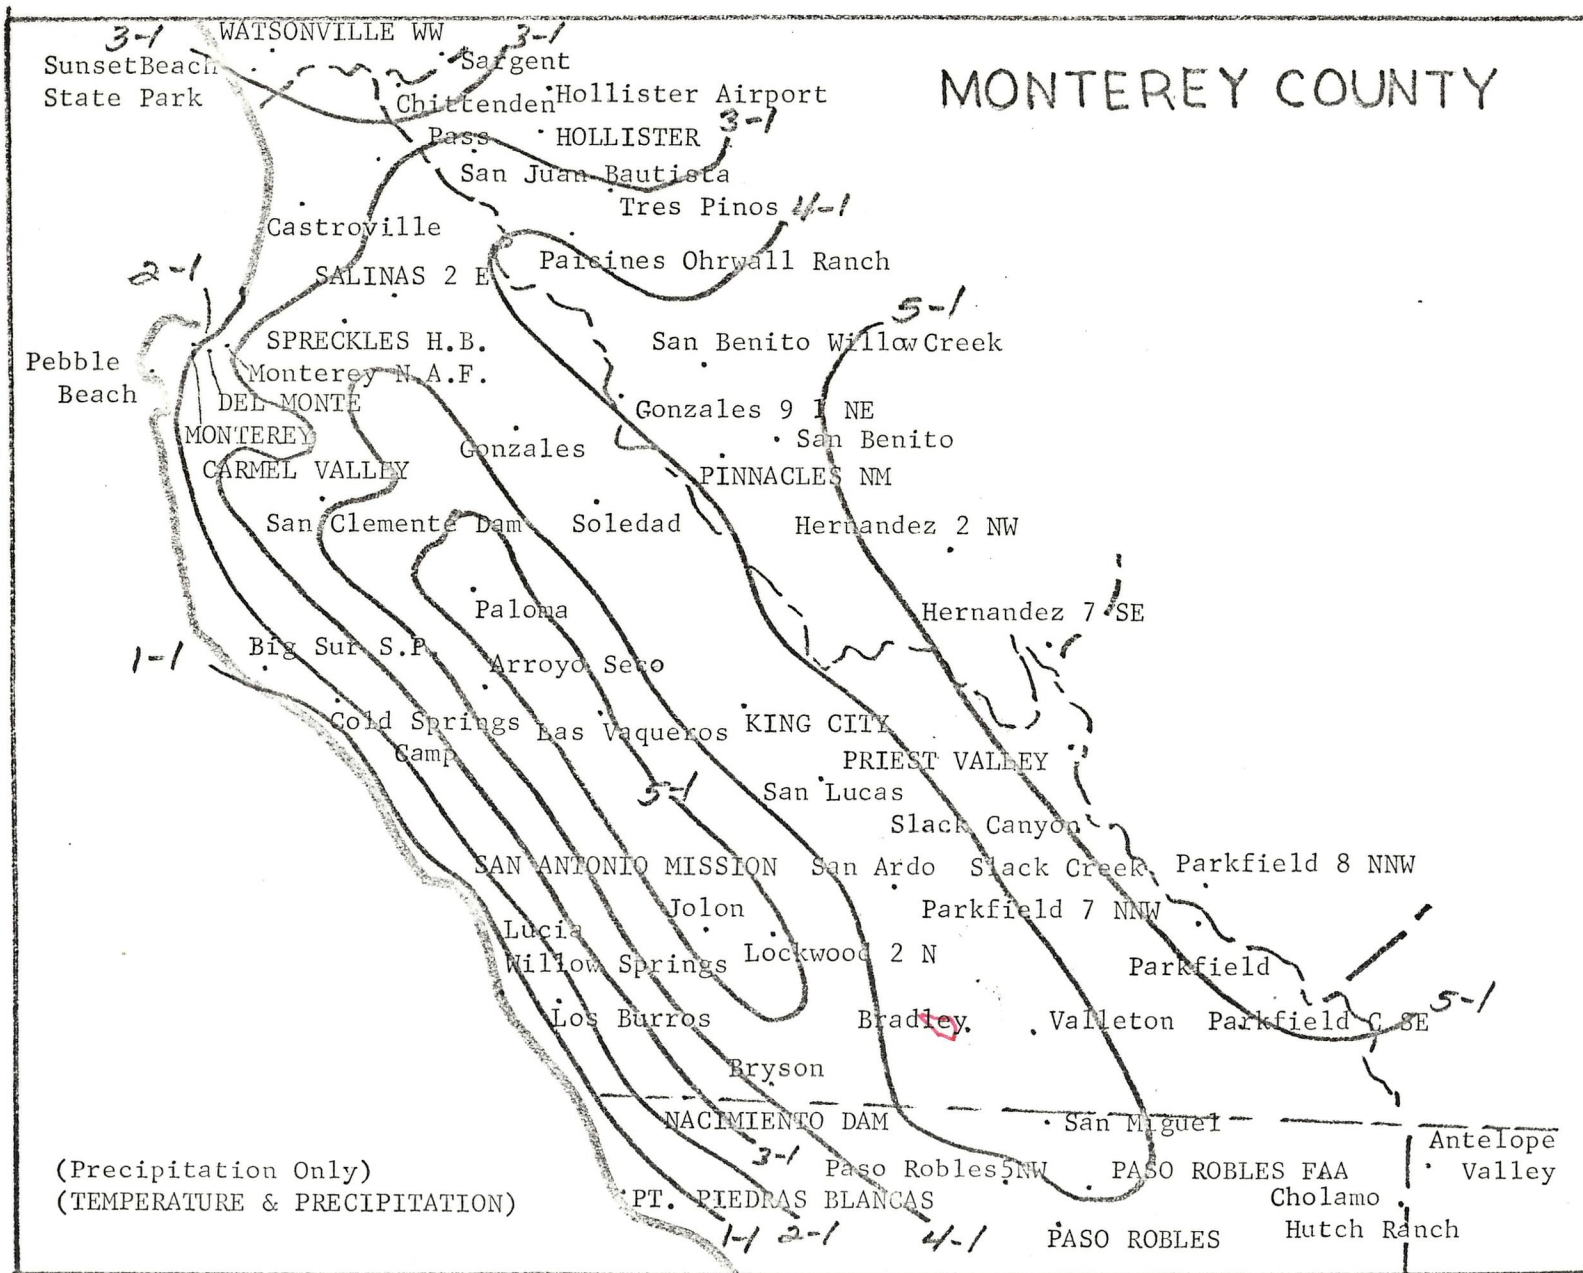 3-1
WATSONVILLE WW
3-1
SunsetBeach
State Park
Sargent
MONTEREY COUNTY
Chittenden
Pass
Hollister Airport
HOLLISTER
3-1
San Juan Bautista
Tres Pinos
4-1
Castroville
Paicines Ohrwall Ranch
2-1
SALINAS 2 E
5-1
SPRECKLES H.B.
San Benito Willow Creek
Pebble
Beach
Monterey N.A.F.
DEL MONTE
Gonzales 9 NE
MONTEREY
San Benito
Gonzales
CARMEL VALLEY
PINNACLES NM
San Clemente Dam
Soledad
Hernandez 2 NW
Paloma
Hernandez 7 SE
1-1
Big Sur S.P.
Arroyo Seco
Cold Springs
Camp
Las Vaqueros
KING CITY
PRIEST VALLEY
5-1
San Lucas
Slack Canyon
SAN ANTONIO MISSION
San Ardo
Slack Creek
Parkfield 8 NNW
Jolon
Parkfield 7 NNW
Lucia
Lockwood 2 N
Willow Springs
Parkfield
Los Burros
Bradley
Valleton
Parkfield SE
5-1
Bryson
NACIMIENTO DAM
San Miguel
Antelope
Valley
3-1
Paso Robles 5NW
PASO ROBLES FAA
(Precipitation Only)
(TEMPERATURE & PRECIPITATION)
PT. PIEDRAS BLANCAS
Cholamo
Hutch Ranch
1-1
2-1
4-1
PASO ROBLES